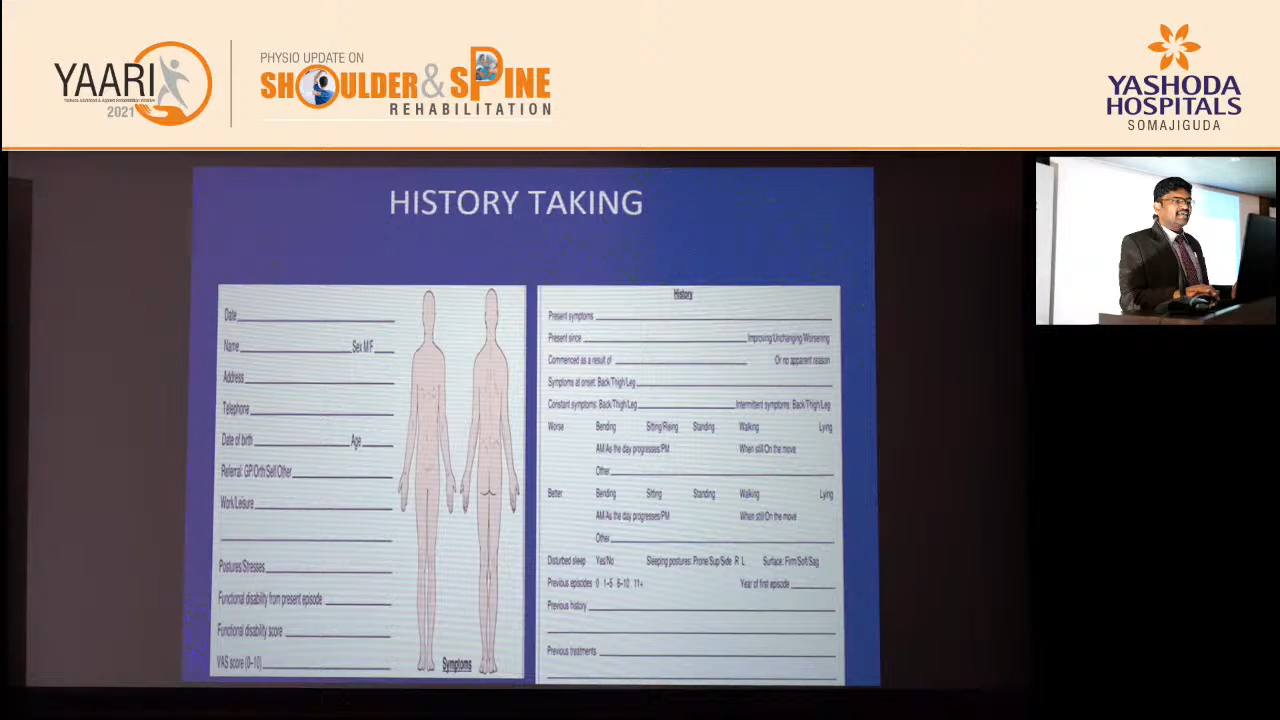 YAARI
2021
PHYSIO UPDATE ON
SHOULDER & SPINE
REHABILITATION
YASHODA
HOSPITALS
SOMAJIGUDA
HISTORY TAKING
Date
Name Sex M F
Address
Telephone
Date of birth Age
Referral: GP/Orth/Self/Other
Work/Leisure
Postures/Stresses
Functional disability from present episode
Functional disability score
VAS score (0-10)
Symptoms
History
Present symptoms
Present since Improving/Unchanging/Worsening
Commenced as a result of Or no apparent reason
Symptoms at onset: Back/Thigh/Leg
Constant symptoms: Back/Thigh/Leg Intermittent symptoms: Back/Thigh/Leg
Worse Bending Sitting/Rising Standing Walking Lying
AM/As the day progresses/PM When still/On the move
Other
Better Bending Sitting Standing Walking Lying
AM/As the day progresses/PM When still/On the move
Other
Disturbed sleep Yes/No Sleeping postures: Prone/Sup/Side R L Surface: Firm/Soft/Sag
Previous episodes 0 1-5 6-10 11+ Year of first episode
Previous history
Previous treatments